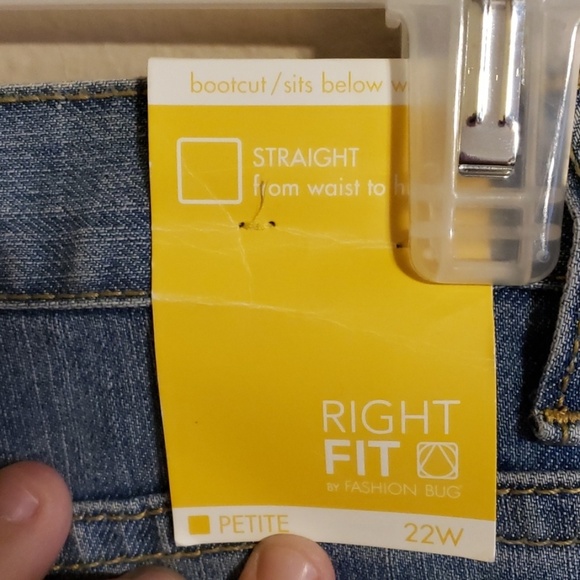 bootcut/sits below
STRAIGHT
from waist to
RIGHT
FIT
BY FASHION BUG
PETITE 22W